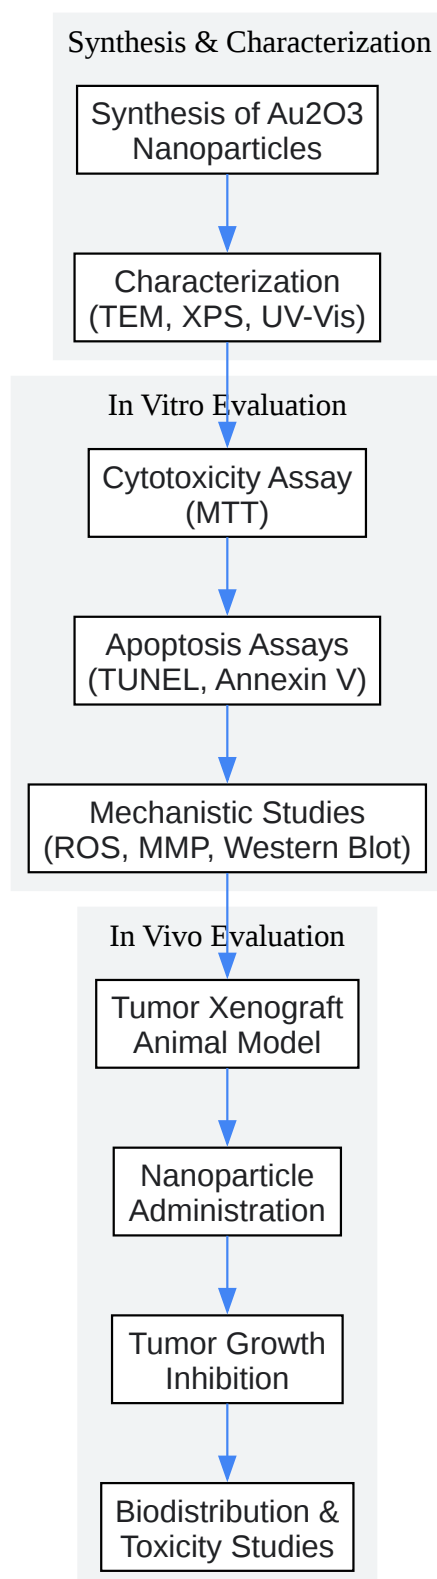 Synthesis & Characterization
Synthesis of Au2O3
Nanoparticles
Characterization
(TEM, XPS, UV-Vis)
In Vitro Evaluation
Cytotoxicity Assay
(MTT)
Apoptosis Assays
(TUNEL, Annexin V)
Mechanistic Studies
(ROS, MMP, Western Blot)
In Vivo Evaluation
Tumor Xenograft
Animal Model
Nanoparticle
Administration
Tumor Growth
Inhibition
Biodistribution &
Toxicity Studies